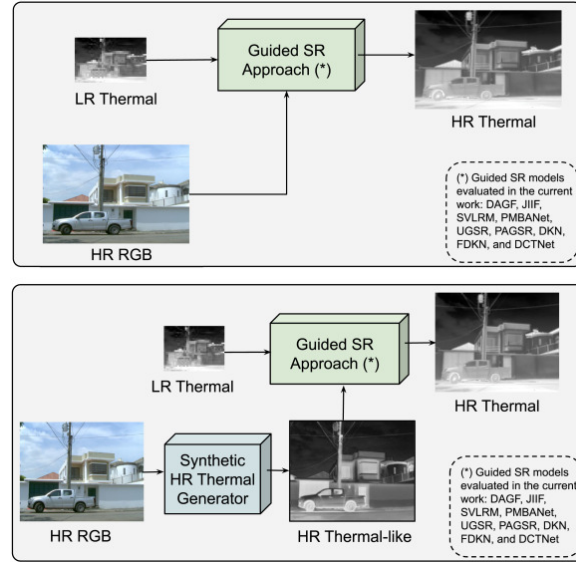 Guided SR
Approach (*)
LR Thermal
HR Thermal
HR RGB
(*) Guided SR models
evaluated in the current
work: DAGF, JIIF,
SVLRM, PMBANet,
UGSR, PAGSR, DKN,
FDKN, and DCTNet
Guided SR
Approach (*)
LR Thermal
HR Thermal
Synthetic
HR Thermal
Generator
HR RGB
HR Thermal-like
(*) Guided SR models
evaluated in the current
work: DAGF, JIIF,
SVLRM, PMBANet,
UGSR, PAGSR, DKN,
FDKN, and DCTNet